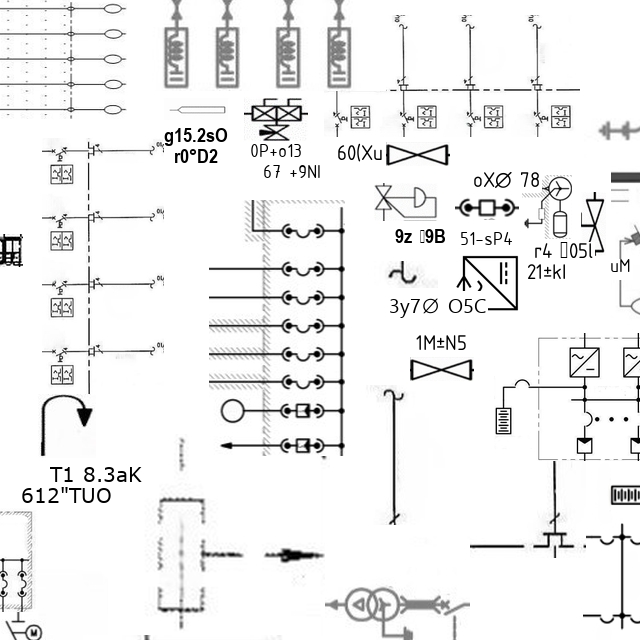 g15.2sO
r0°D2
0P+o13
67 +9NI
60(Xu
oXØ 78
9z 9B
51-sP4
r4 05l
21±kI
uM
3y7Ø O5C
1M±N5
T1 8.3aK
612"TUO
M